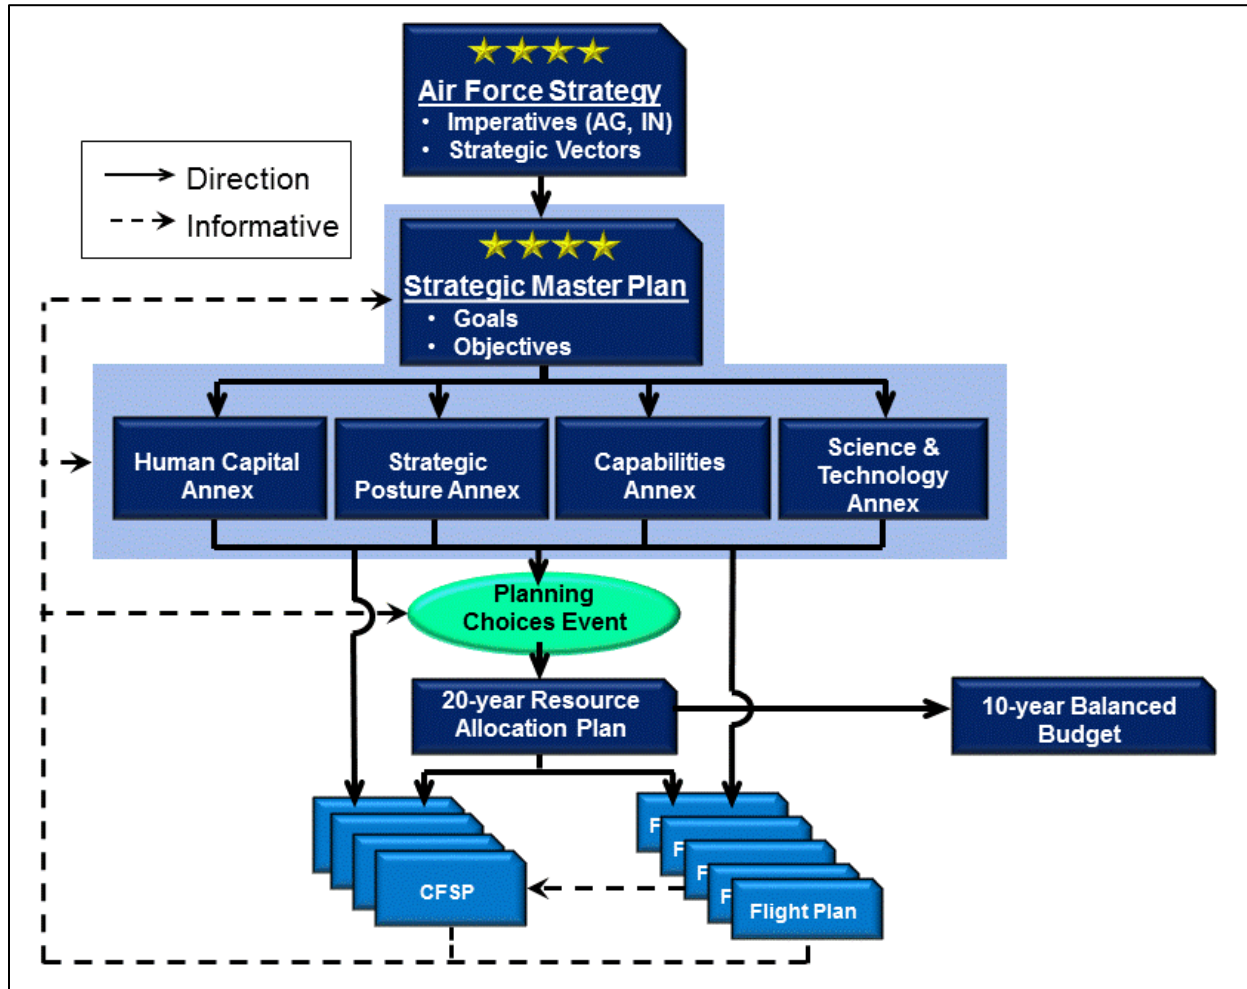 Air Force Strategy
• Imperatives (AG, IN)
• Strategic Vectors
Direction
Informative
Strategic Master Plan
• Goals
• Objectives
Human Capital
Annex
Strategic
Posture Annex
Capabilities
Annex
Science &
Technology
Annex
Planning
Choices Event
20-year Resource
Allocation Plan
10-year Balanced
Budget
F
F
F
F
CFSP
Flight Plan